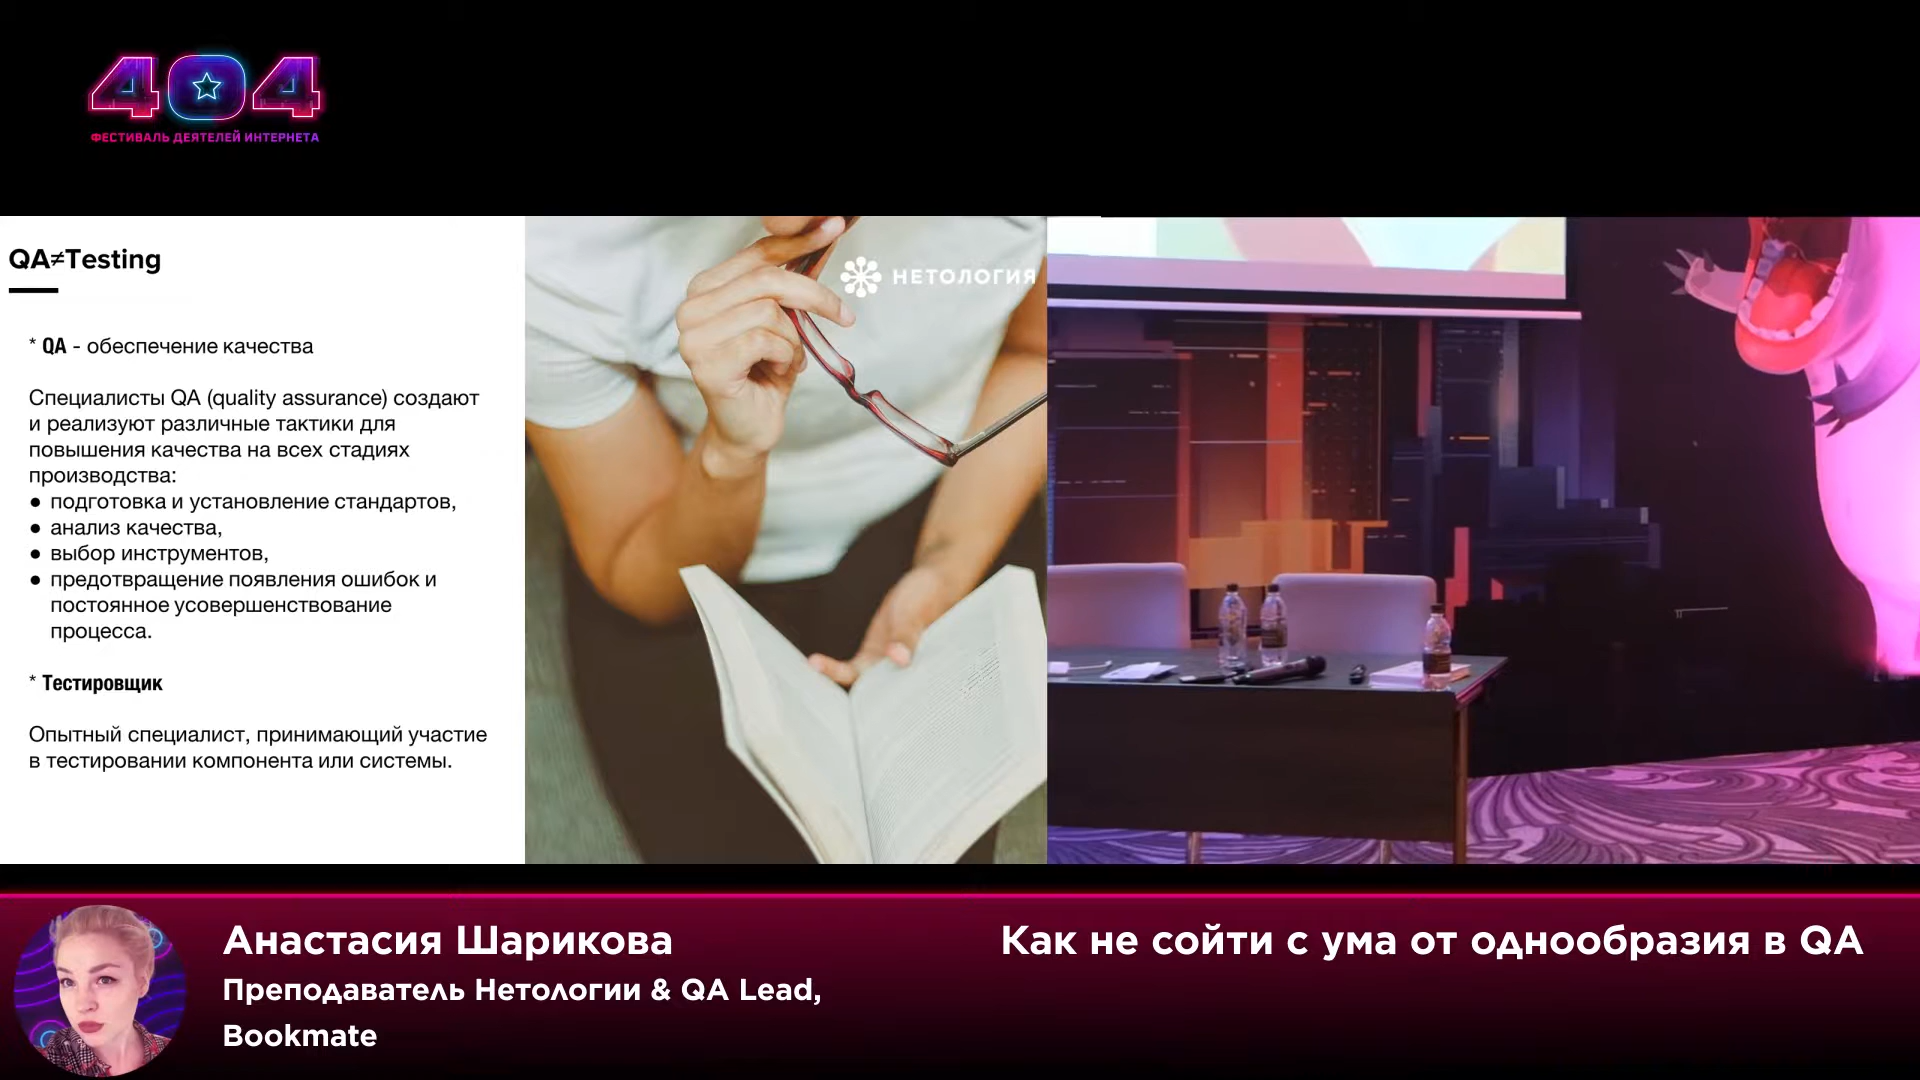 404
ФЕСТИВАЛЬ ДЕЯТЕЛЕЙ ИНТЕРНЕТА
QA≠Testing
* QA - обеспечение качества
Специалисты QA (quality assurance) создают
и реализуют различные тактики для
повышения качества на всех стадиях
производства:
● подготовка и установление стандартов,
● анализ качества,
● выбор инструментов,
● предотвращение появления ошибок и
постоянное усовершенствование
процесса.
* Тестировщик
Опытный специалист, принимающий участие
в тестировании компонента или системы.
НЕТОЛОГИЯ
Анастасия Шарикова
Преподаватель Нетологии & QA Lead,
Bookmate
Как не сойти с ума от однообразия в QA